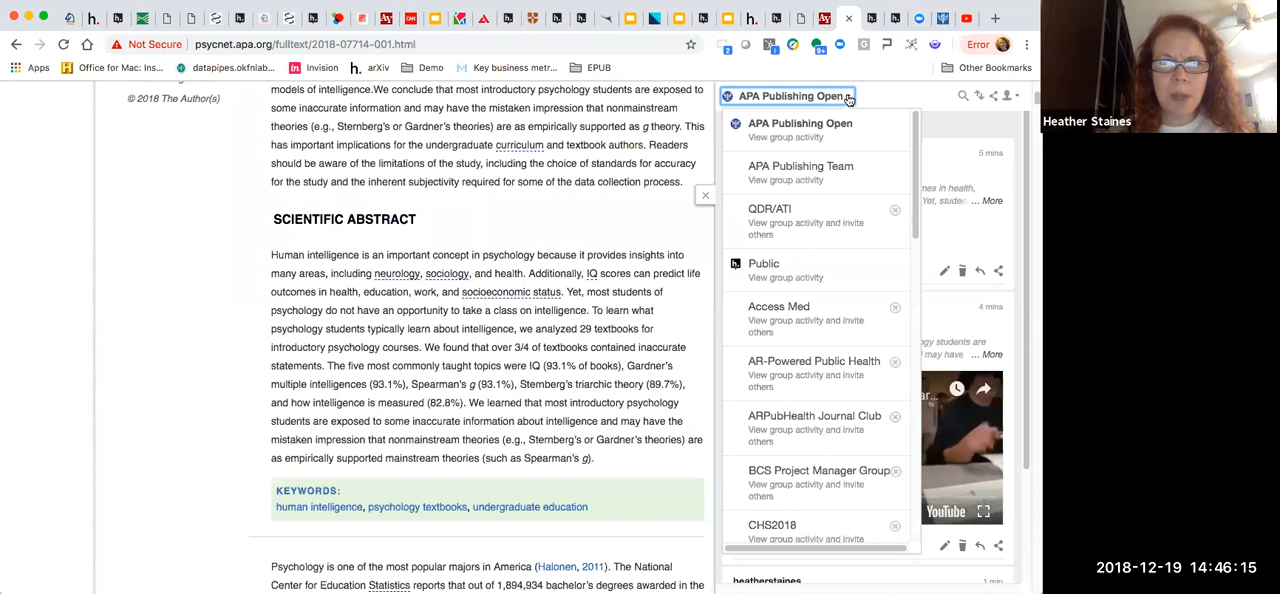 Not Secure
psycnet.apa.org/fulltext/2018-07714-001.html
Error
Apps
Office for Mac: Ins...
datapipes.okfnlab...
Invision
arXiv
Demo
Key business metr...
EPUB
Other Bookmarks
© 2018 The Author(s)
models of intelligence.We conclude that most introductory psychology students are exposed to
some inaccurate information and may have the mistaken impression that nonmainstream
theories (e.g., Sternberg's or Gardner's theories) are as empirically supported as g theory. This
has important implications for the undergraduate curriculum and textbook authors. Readers
should be aware of the limitations of the study, including the choice of standards for accuracy
for the study and the inherent subjectivity required for some of the data collection process.
SCIENTIFIC ABSTRACT
Human intelligence is an important concept in psychology because it provides insights into
many areas, including neurology, sociology, and health. Additionally, IQ scores can predict life
outcomes in health, education, work, and socioeconomic status. Yet, most students of
psychology do not have an opportunity to take a class on intelligence. To learn what
psychology students typically learn about intelligence, we analyzed 29 textbooks for
introductory psychology courses. We found that over 3/4 of textbooks contained inaccurate
statements. The five most commonly taught topics were IQ (93.1% of books), Gardner's
multiple intelligences (93.1%), Spearman's g (93.1%), Sternberg's triarchic theory (89.7%),
and how intelligence is measured (82.8%). We learned that most introductory psychology
students are exposed to some inaccurate information about intelligence and may have the
mistaken impression that nonmainstream theories (e.g., Sternberg's or Gardner's theories) are
as empirically supported mainstream theories (such as Spearman's g).
KEYWORDS:
human intelligence, psychology textbooks, undergraduate education
Psychology is one of the most popular majors in America (Halonen, 2011). The National
Center for Education Statistics reports that out of 1,894,934 bachelor's degrees awarded in the
APA Publishing Open
APA Publishing Open
View group activity
APA Publishing Team
View group activity
QDR/ATI
View group activity and invite
others
Public
View group activity
Access Med
View group activity and invite
others
AR-Powered Public Health
View group activity and invite
others
ARPubHealth Journal Club
View group activity and invite
others
BCS Project Manager Group
View group activity and invite
others
CHS2018
View group activity and invite
5 mins
mes in health,
Yet, studen ... More
4 mins
ogy students are
may have ... More
ar...
YouTube
heatherstaines
1 min
Heather Staines
2018-12-19 14:46:15